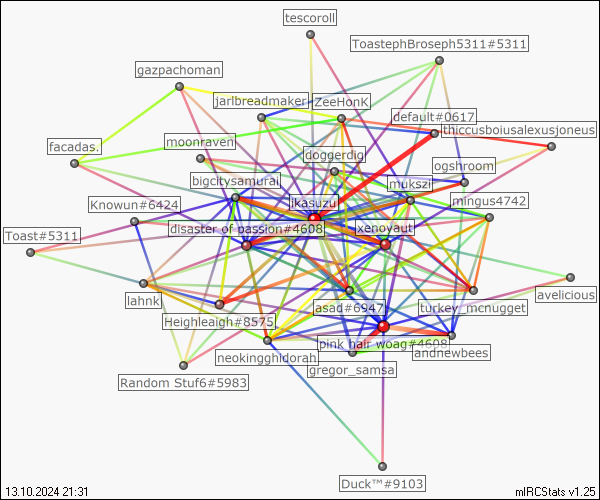 tescoroll
ToastephBroseph5311#5311
gazpachoman
jarlbreadmaker
ZeeHonK
default#0617
thiccusboiusalexusjoneus
facadas.
moonraven
doggerdig
ogshroom
bigcitysamurai
mukszi
Knowun#6424
jkasuzu
mingus4742
Toast#5311
disaster of passion#4608
xenoyaut
lahnk
asad#6947
turkey_mcnugget
avelicious
Heighleaigh#8575
pink hair woag#4608
neokingghidorah
andnewbees
gregor_samsa
Random Stuf6#5983
Duck™#9103
13.10.2024 21:31
mIRCStats v1.25